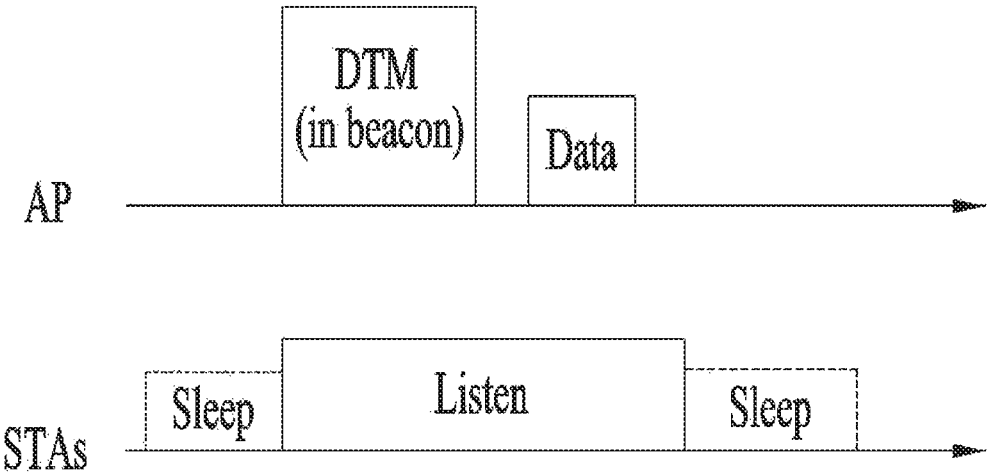 DTM
(in beacon)
Data
AP
Sleep
Listen
Sleep
STAs